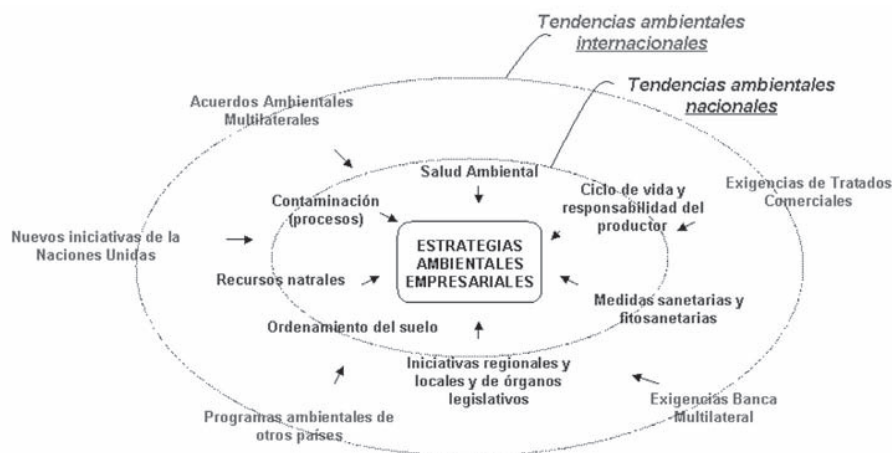 Tendencias ambientales
internacionales
Tendencias ambientales
nacionales
Acuerdos Ambientales
Multilaterales
Salud Ambiental
Contaminación
(procesos)
Ciclo de vida y
responsabilidad del
productor
Exigencias de Tratados
Comerciales
Nuevos iniciativas de la
Naciones Unidas
ESTRATEGIAS
AMBIENTALES
EMPRESARIALES
Recursos natrales
Medidas sanetarias y
fitosanetarias
Ordenamiento del suelo
Iniciativas regionales y
locales y de órganos
legislativos
Programas ambientales de
otros países
Exigencias Banca
Multilateral